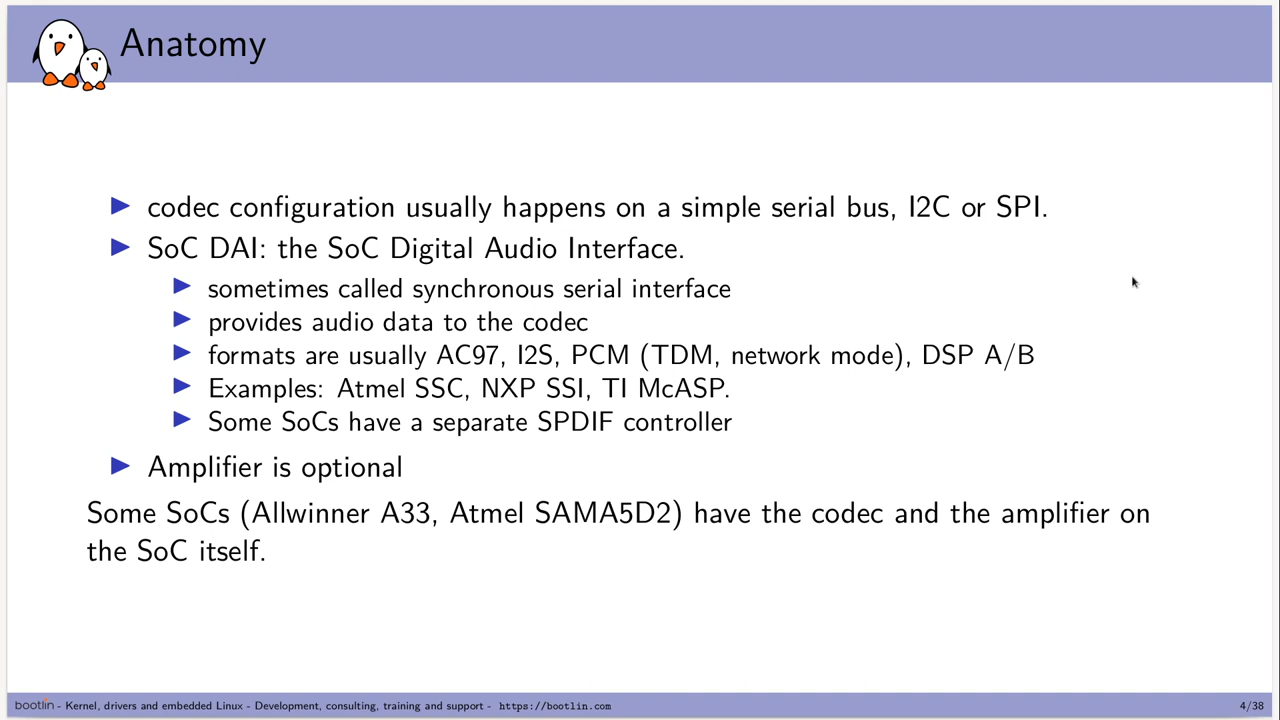 Anatomy
codec configuration usually happens on a simple serial bus, I2C or SPI.
SoC DAI: the SoC Digital Audio Interface.
sometimes called synchronous serial interface
provides audio data to the codec
formats are usually AC97, I2S, PCM (TDM, network mode), DSP A/B
Examples: Atmel SSC, NXP SSI, TI McASP.
Some SoCs have a separate SPDIF controller
Amplifier is optional
Some SoCs (Allwinner A33, Atmel SAMA5D2) have the codec and the amplifier on
the SoC itself.
bootlin - Kernel, drivers and embedded Linux - Development, consulting, training and support - https://bootlin.com 4/38